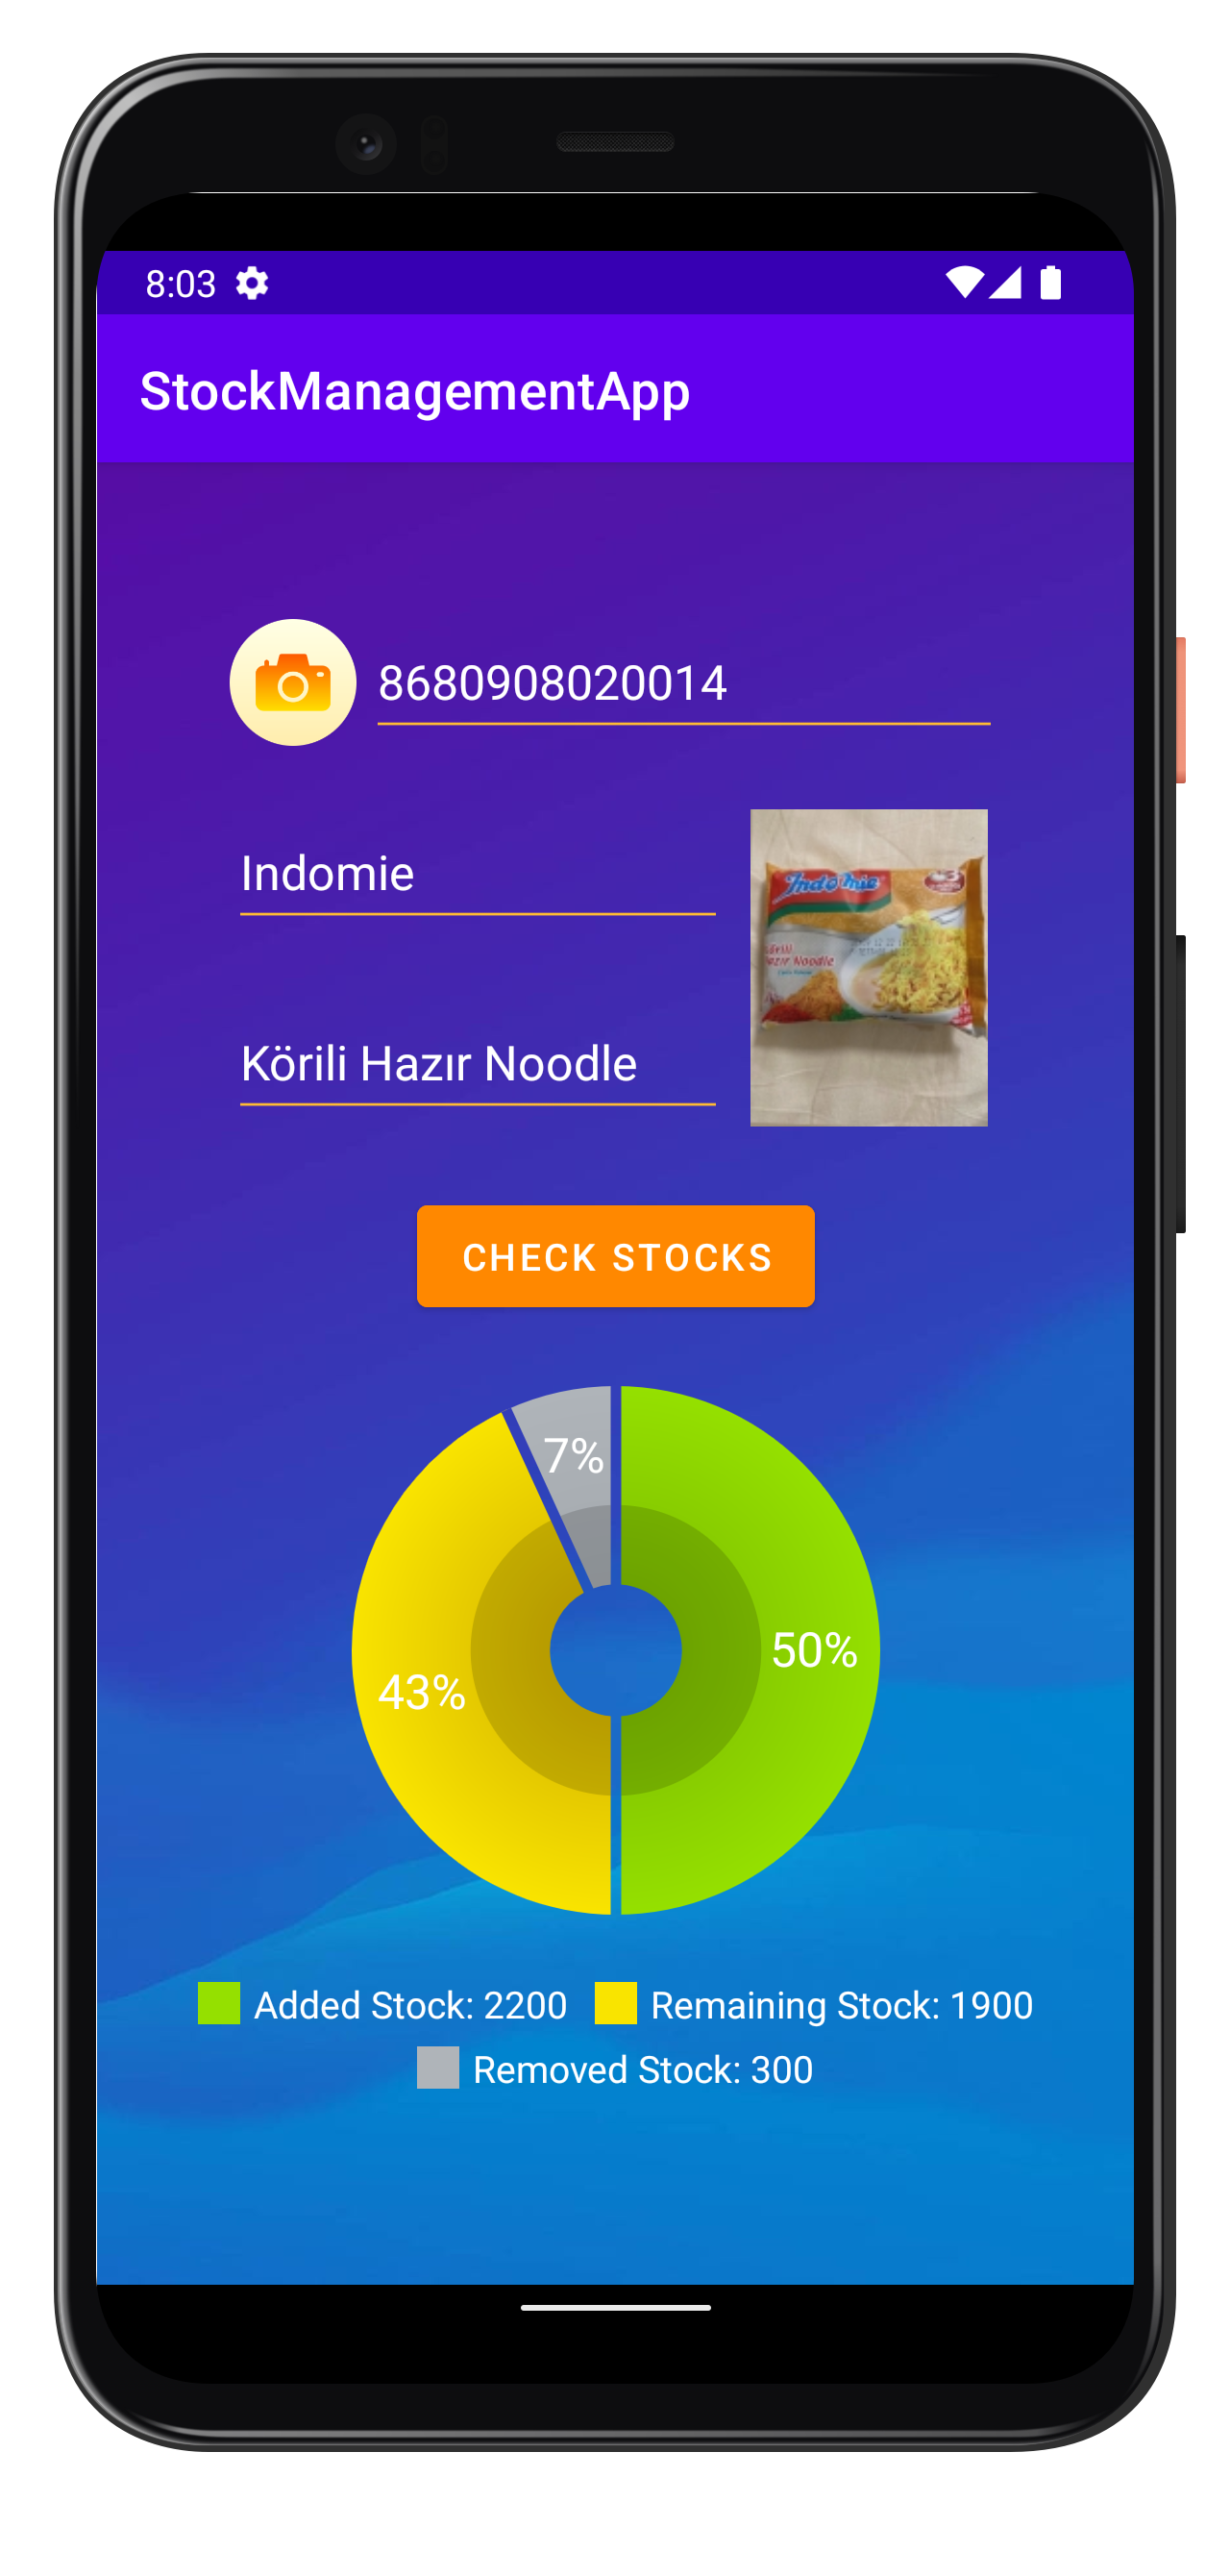 8:03
StockManagementApp
8680908020014
Indomie
Indomie
Körili
Hazır Noodle
Körili Hazır Noodle
CHECK STOCKS
7%
50%
43%
Added Stock: 2200 Remaining Stock: 1900
Removed Stock: 300